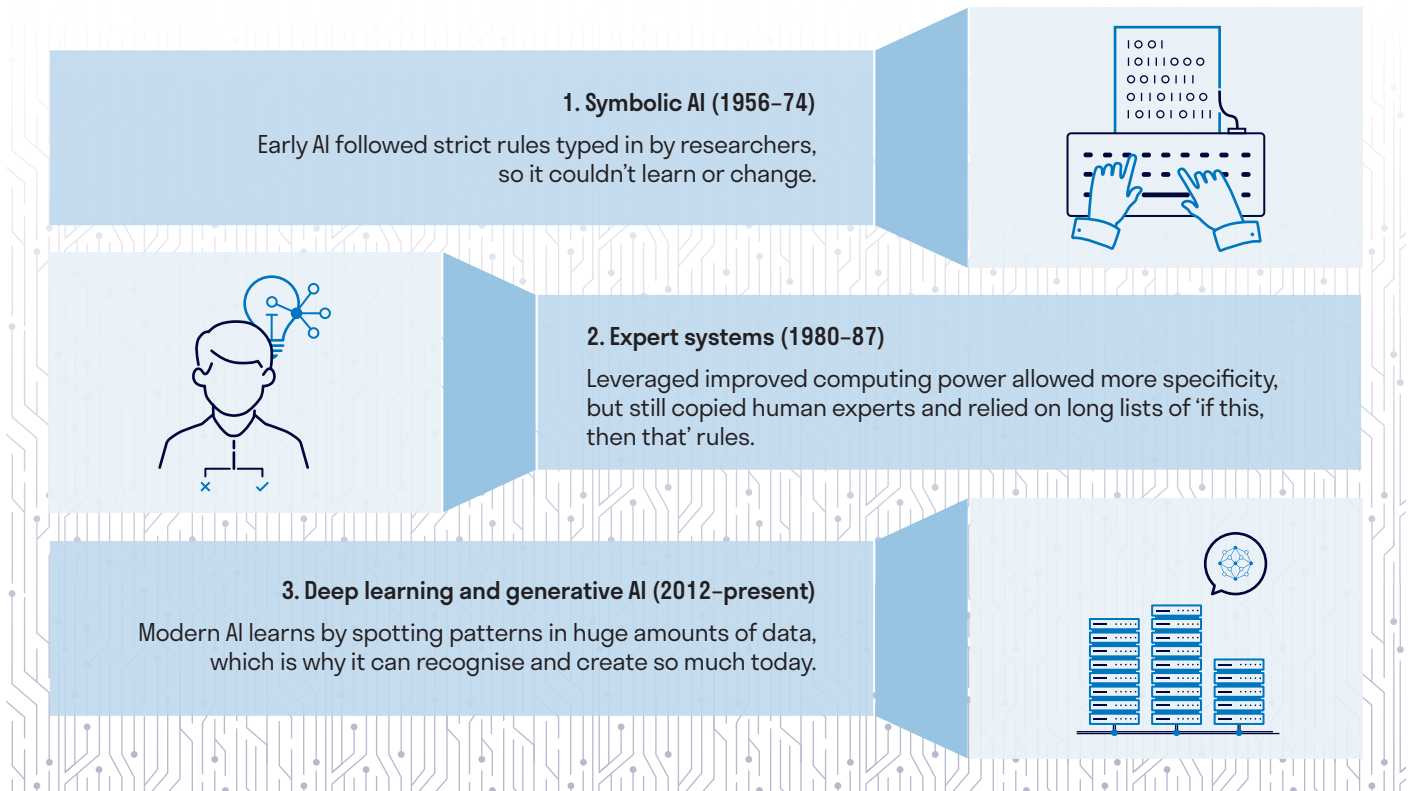 1. Symbolic AI (1956–74)
Early AI followed strict rules typed in by researchers,
so it couldn't learn or change.
1001
10111000
0010111
01101100
101010111
2. Expert systems (1980–87)
Leveraged improved computing power allowed more specificity,
but still copied human experts and relied on long lists of ‘if this,
then that’ rules.
3. Deep learning and generative AI (2012–present)
Modern AI learns by spotting patterns in huge amounts of data,
which is why it can recognise and create so much today.